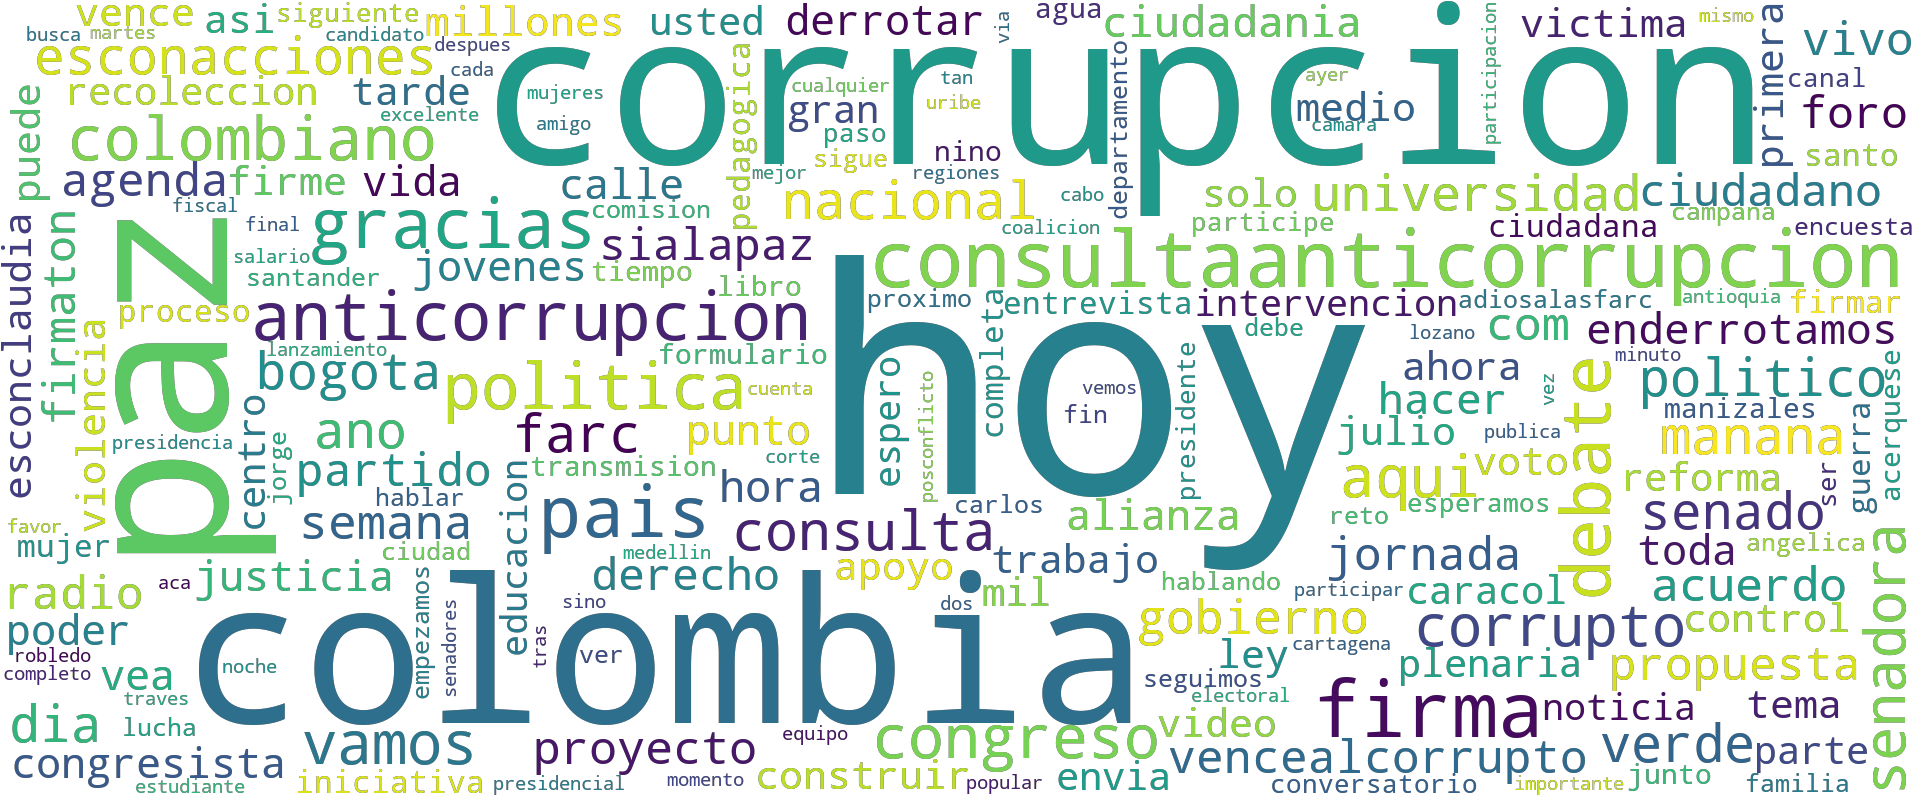 vence
asi
siguiente
millones
usted
derrotar
agua
ciudadania
victima
mismo
primera
vivo
busca
martes
candidato
despues
via
esconacciones
cada
corrupcion
canal
recoleccion
tarde
mujeres
cualquier
tan
ayer
participacion
medio
foro
puede
excelente
amigo
pedagogica
gran
uribe
departamento
camara
colombiano
paso
nino
santo
sigue
regiones
mejor
agenda
firme
vida
calle
nacional
cabo
solo
universidad
ciudadano
fiscal
comision
coalicion
participe
campana
esconclaudia
firmaton
paz
final
gracias
sialapaz
consultaanticorrupcion
ciudadana
encuesta
salario
santander
jovenes
tiempo
libro
hoy
proximo
completa
entrevista
intervencion
adiosalasfarc
antioquia
firmar
proceso
anticorrupcion
debe
lozano
com
enderrotamos
violencia
lanzamiento
formulario
presidente
ahora
minuto
bogota
politica
cuenta
espero
vemos
fin
hacer
vez
debate
politico
acerquese
centro
ano
farc
punto
posconflicto
julio
publica
manizales
guerra
presidencia
jorge
partido
transmision
corte
aqui
voto
manana
ser
hablar
hora
carlos
esperamos
reforma
favor
semana
pais
consulta
alianza
reto
senado
mujer
ciudad
educacion
medellin
trabajo
jornada
toda
angelica
senadora
radio
aca
justicia
derecho
apoyo
mil
hablando
participar
caracol
acuerdo
empezamos
senadores
sino
dos
poder
colombia
gobierno
corrupto
control
robledo
tras
ver
ley
cartagena
completo
vea
noche
seguimos
plenaria
propuesta
traves
electoral
dia
lucha
firma
noticia
tema
vamos
proyecto
equipo
congreso
video
verde
parte
congresista
vencealcorrupto
estudiante
iniciativa
presidencial
momento
construir
popular
envia
conversatorio
importante
junto
familia